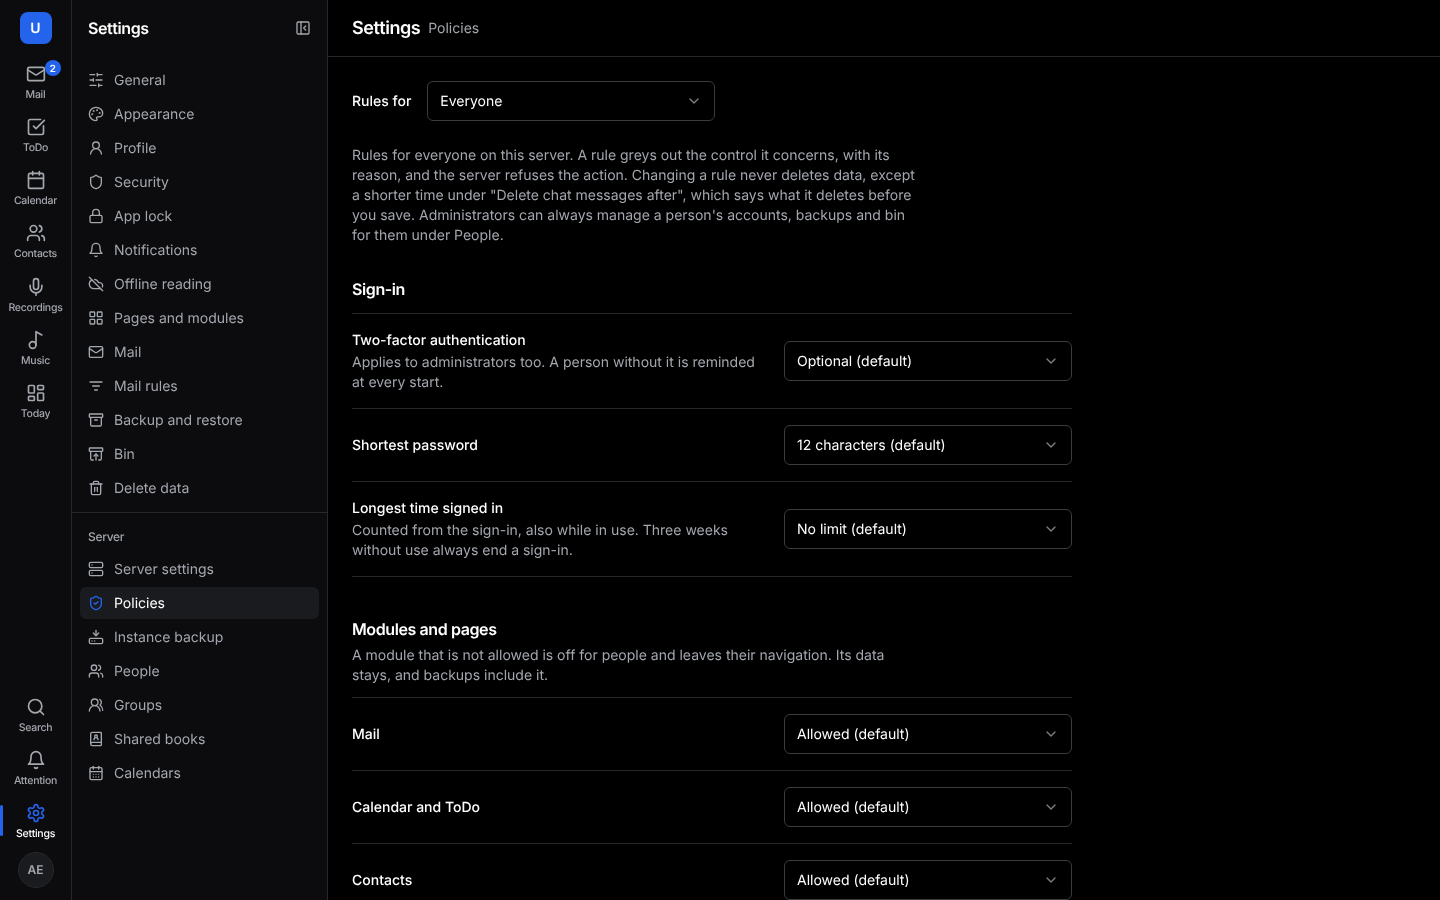 U
Mail
2
ToDo
Calendar
Contacts
Recordings
Music
Today
Search
Attention
Settings
AE
Settings
General
Appearance
Profile
Security
App lock
Notifications
Offline reading
Pages and modules
Mail
Mail rules
Backup and restore
Bin
Delete data
Server
Server settings
Policies
Instance backup
People
Groups
Shared books
Calendars
Settings Policies
Rules for Everyone
Rules for everyone on this server. A rule greys out the control it concerns, with its
reason, and the server refuses the action. Changing a rule never deletes data, except
a shorter time under "Delete chat messages after", which says what it deletes before
you save. Administrators can always manage a person's accounts, backups and bin
for them under People.
Sign-in
Two-factor authentication
Applies to administrators too. A person without it is reminded
at every start.
Optional (default)
Shortest password
12 characters (default)
Longest time signed in
Counted from the sign-in, also while in use. Three weeks
without use always end a sign-in.
No limit (default)
Modules and pages
A module that is not allowed is off for people and leaves their navigation. Its data
stays, and backups include it.
Mail
Allowed (default)
Calendar and ToDo
Allowed (default)
Contacts
Allowed (default)